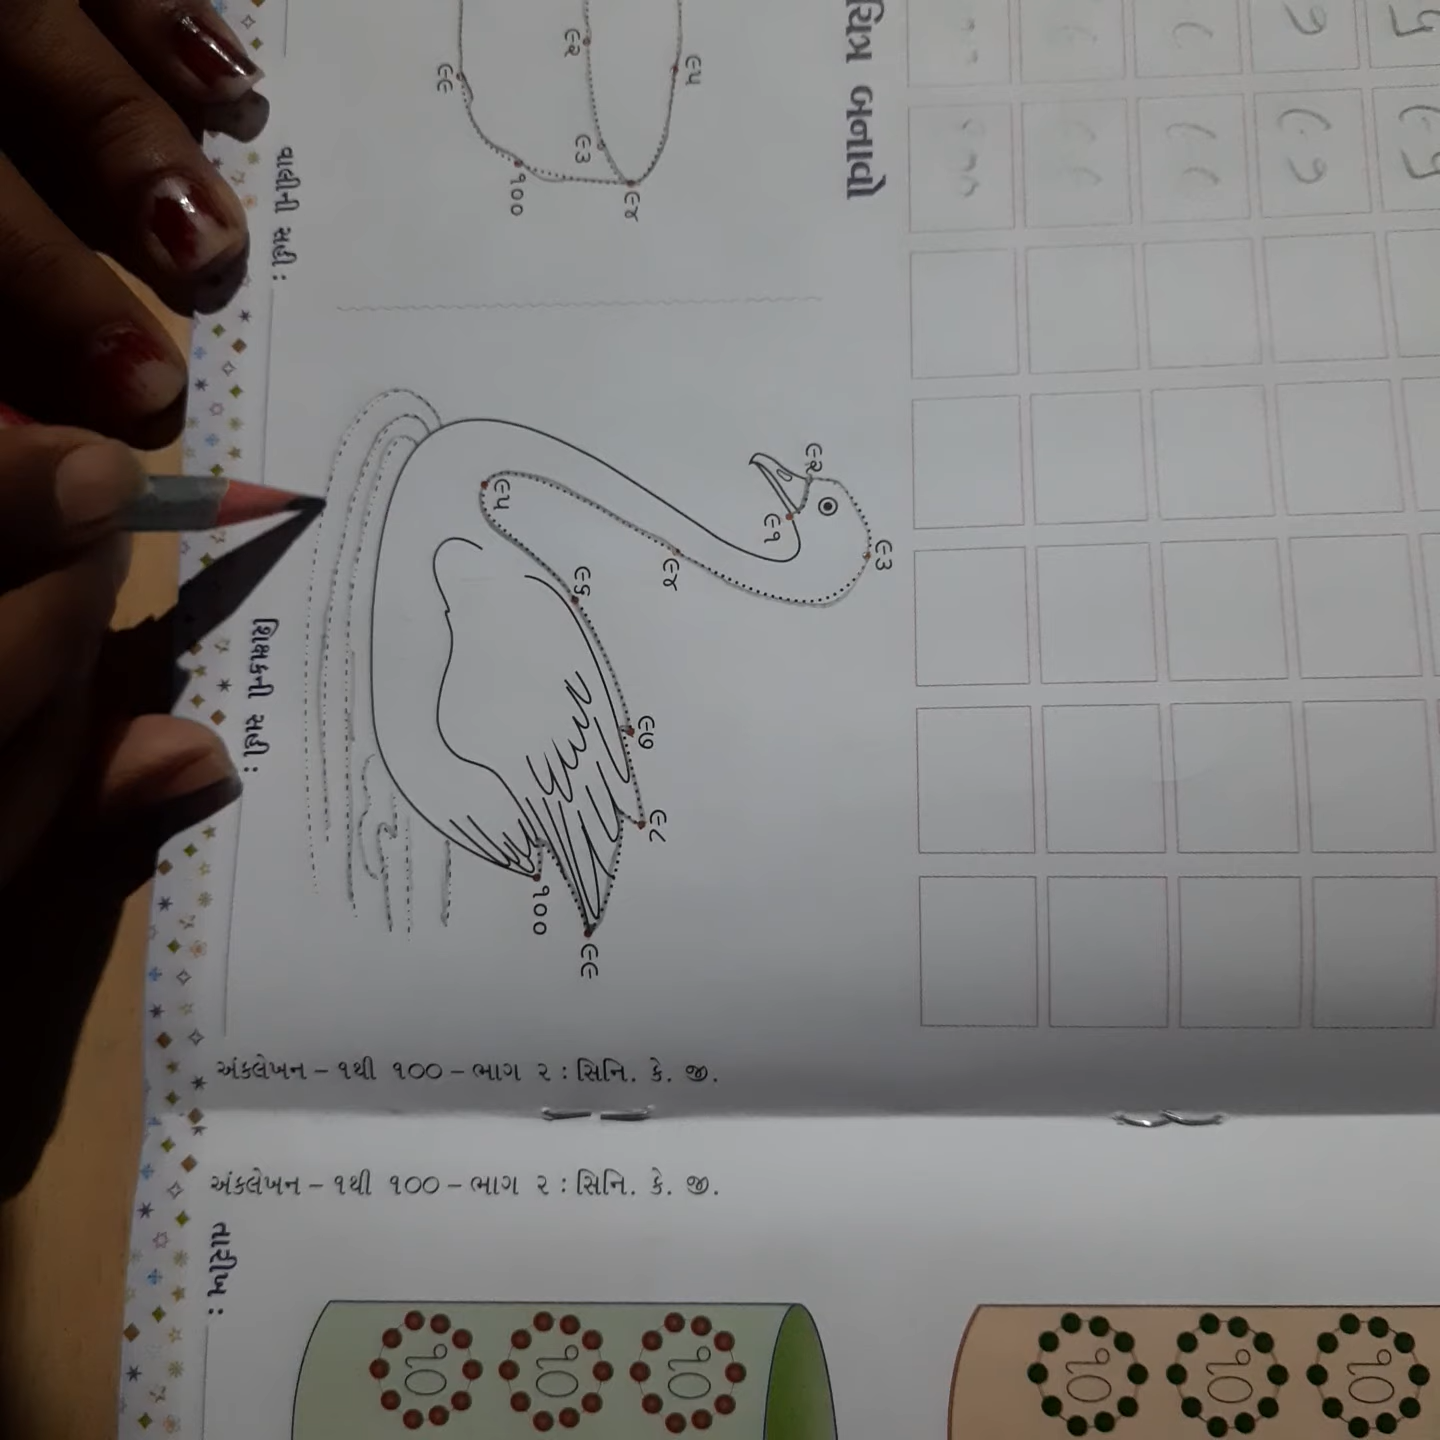 ચિત્ર બનાવો
૯૨
૯૩
૯૪
૯૫
૯૯
૧૦૦
૯૧
૯૨
૯૩
૯૪
૯૫
૯૬
૯૭
૯૮
૯૯
૧૦૦
વાલીની સહી :
શિક્ષકની સહી :
અંકલેખન – ૧થી ૧૦૦ – ભાગ ૨ : સિનિ. કે. જી.
અંકલેખન – ૧થી ૧૦૦ – ભાગ ૨ : સિનિ. કે. જી.
તારીખ :
૧૦ ૧૦ ૧૦
૧૦ ૧૦ ૧૦